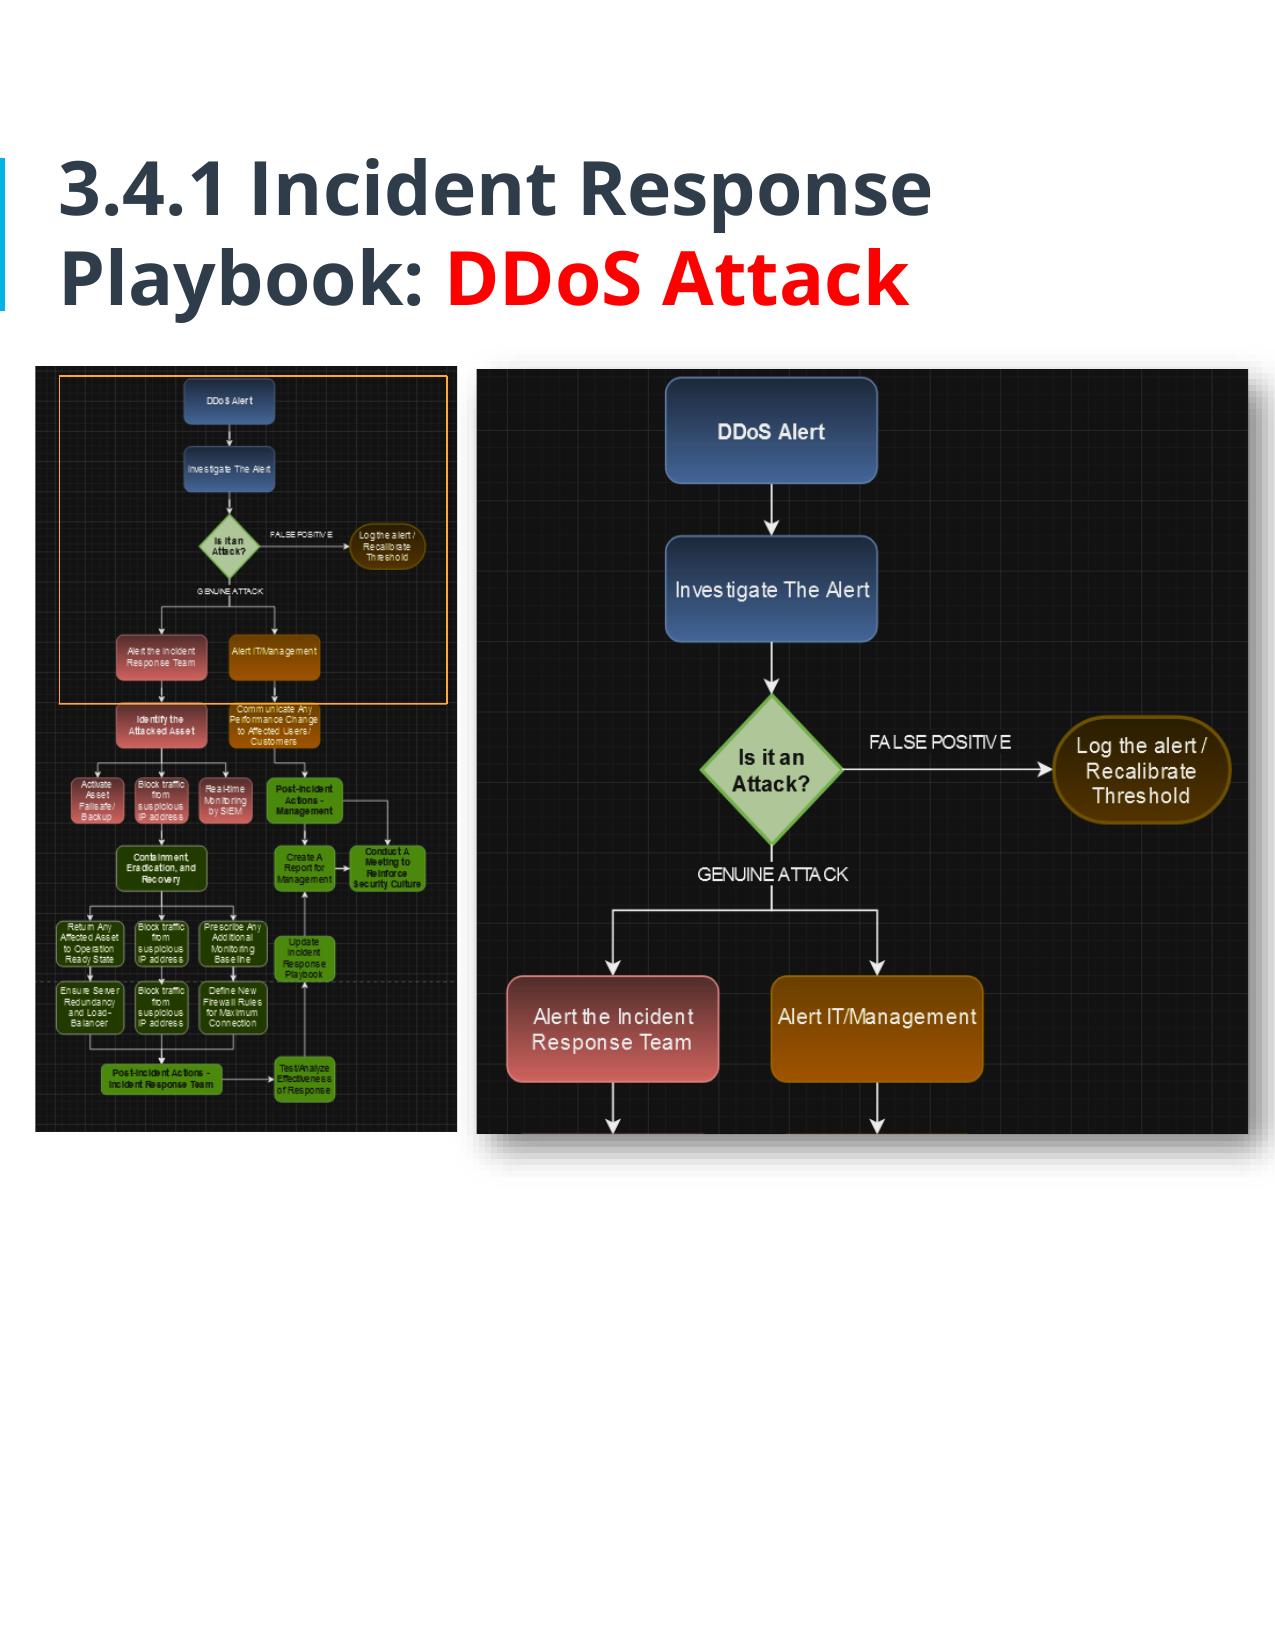 3.4.1 Incident Response
Playbook: DDoS Attack
DDoS Alert
Investigate The Alert
Is it an
Attack?
FALSE POSITIVE
Log the alert /
Recalibrate
Threshold
GENUINE ATTACK
Alert the Incident
Response Team
Alert IT/Management
Identify the
Attacked Asset
Communicate Any
Performance Change
to Affected Users/
Customers
Activate
Asset
Failsafe/
Backup
Block traffic
from
suspicious
IP address
Real-time
Monitoring
by SIEM
Post-Incident
Actions -
Management
Containment,
Eradication, and
Recovery
Create A
Report for
Management
Conduct A
Meeting to
Reinforce
Security Culture
Return Any
Affected Asset
to Operation
Ready State
Block traffic
from
suspicious
IP address
Prescribe Any
Additional
Monitoring
Baseline
Update
Incident
Response
Playbook
Ensure Server
Redundancy
and Load-
Balancer
Block traffic
from
suspicious
IP address
Define New
Firewall Rules
for Maximum
Connection
Post-Incident Actions -
Incident Response Team
Test/Analyze
Effectiveness
of Response
DDoS Alert
Investigate The Alert
Is it an
Attack?
FALSE POSITIVE
Log the alert /
Recalibrate
Threshold
GENUINE ATTACK
Alert the Incident
Response Team
Alert IT/Management